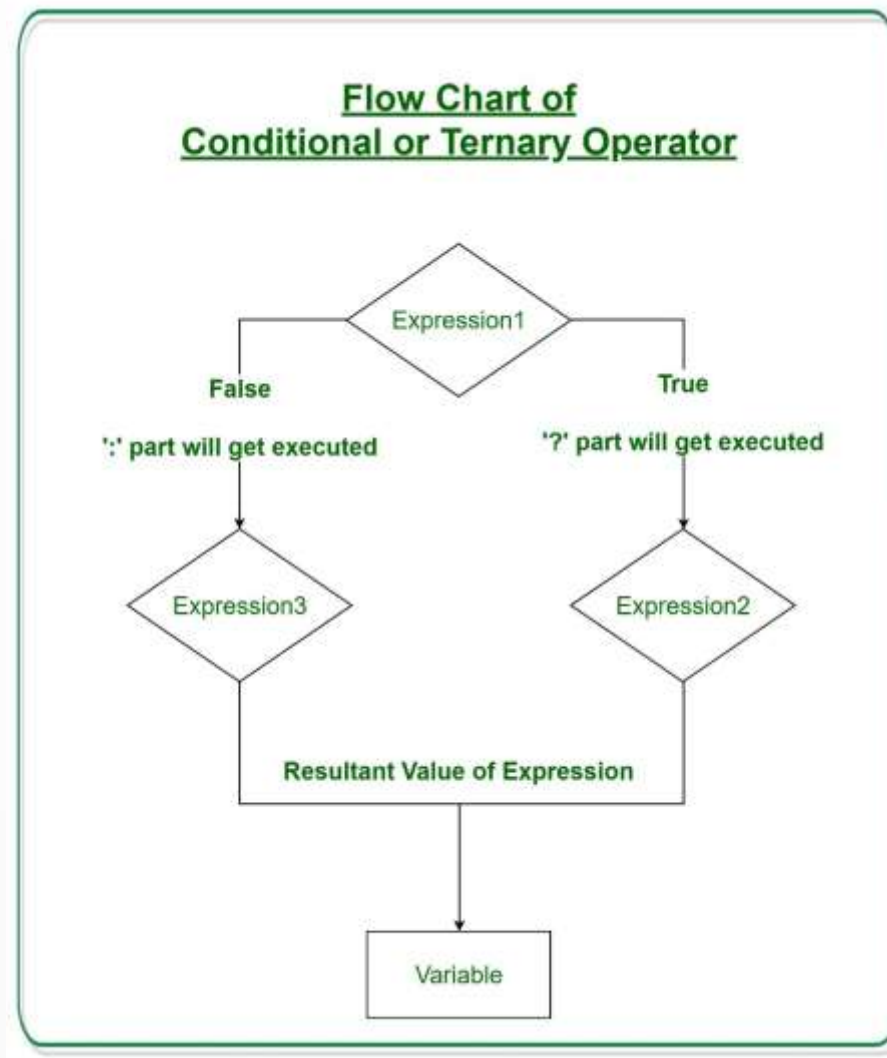 Flow Chart of
Conditional or Ternary Operator
Expression1
False
True
':' part will get executed
'?' part will get executed
Expression3
Expression2
Resultant Value of Expression
Variable